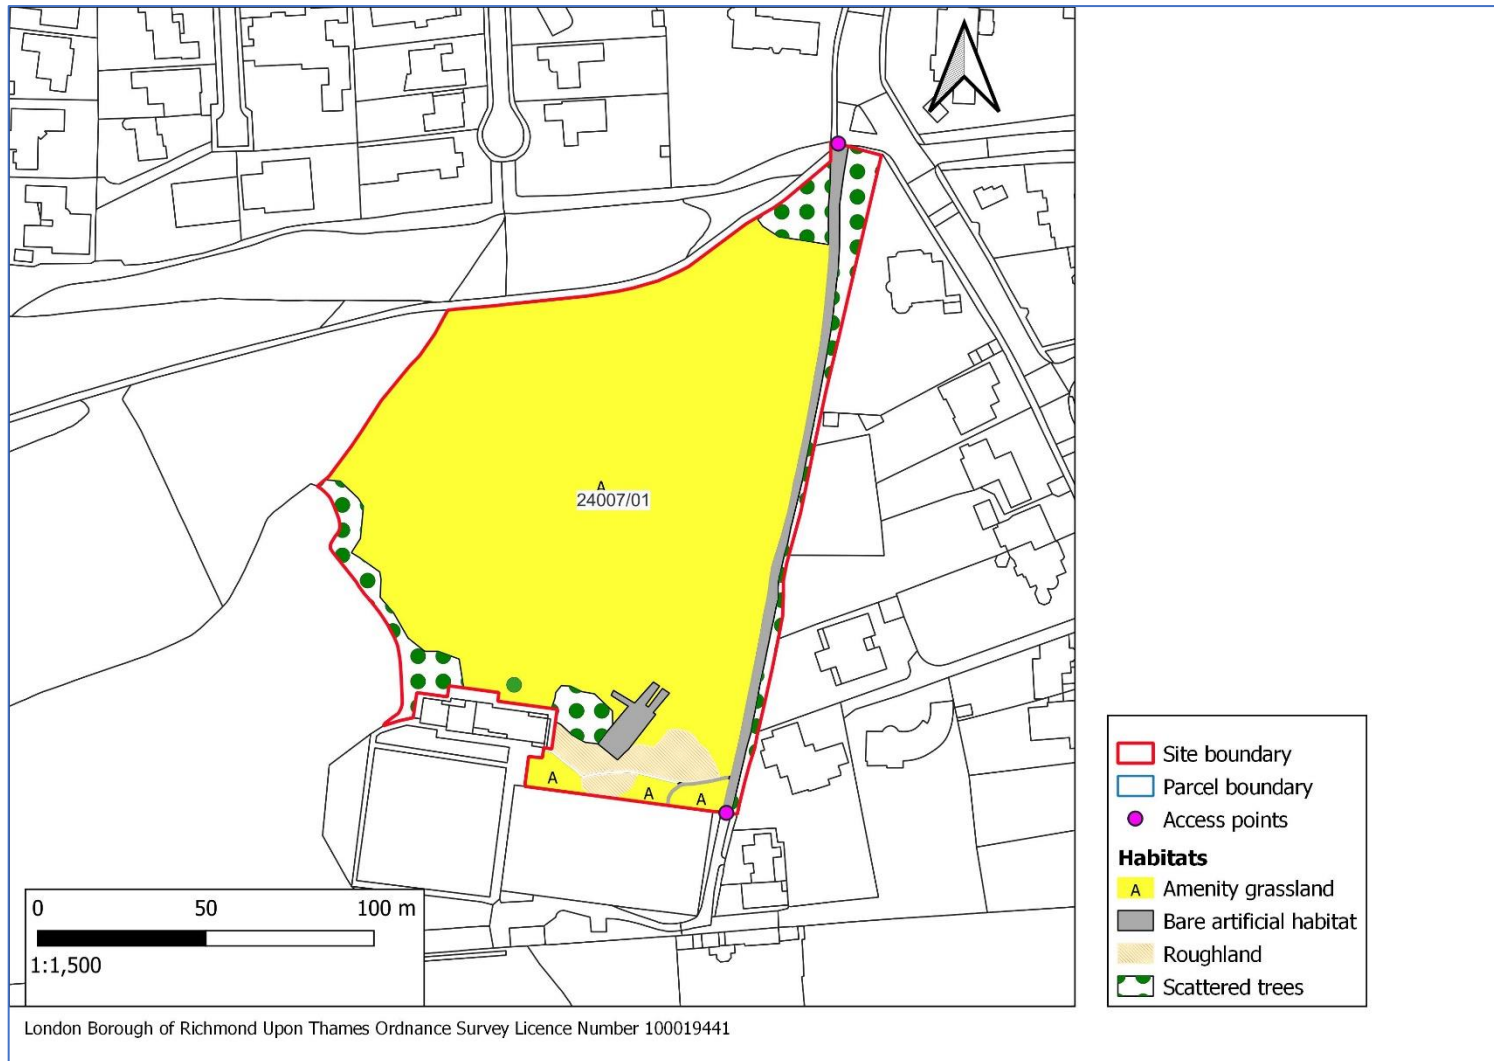 A
24007/01
A
A
A
0 50 100 m
1:1,500
Site boundary
Parcel boundary
Access points
Habitats
A Amenity grassland
Bare artificial habitat
Roughland
Scattered trees
London Borough of Richmond Upon Thames Ordnance Survey Licence Number 100019441